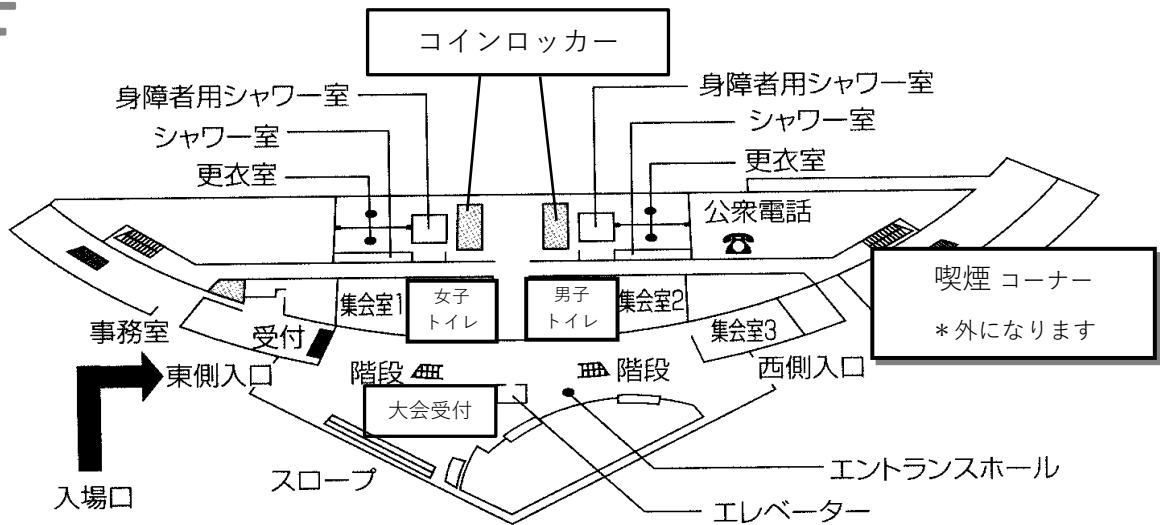 コインロッカー
身障者用シャワー室
身障者用シャワー室
シャワー室
シャワー室
更衣室
更衣室
公衆電話
喫煙 コーナー
*外になります
集会室1
女子
トイレ
男子
トイレ
集会室2
集会室3
事務室
受付
東側入口
階段
階段
西側入口
大会受付
スロープ
エントランスホール
入場口
エレベーター